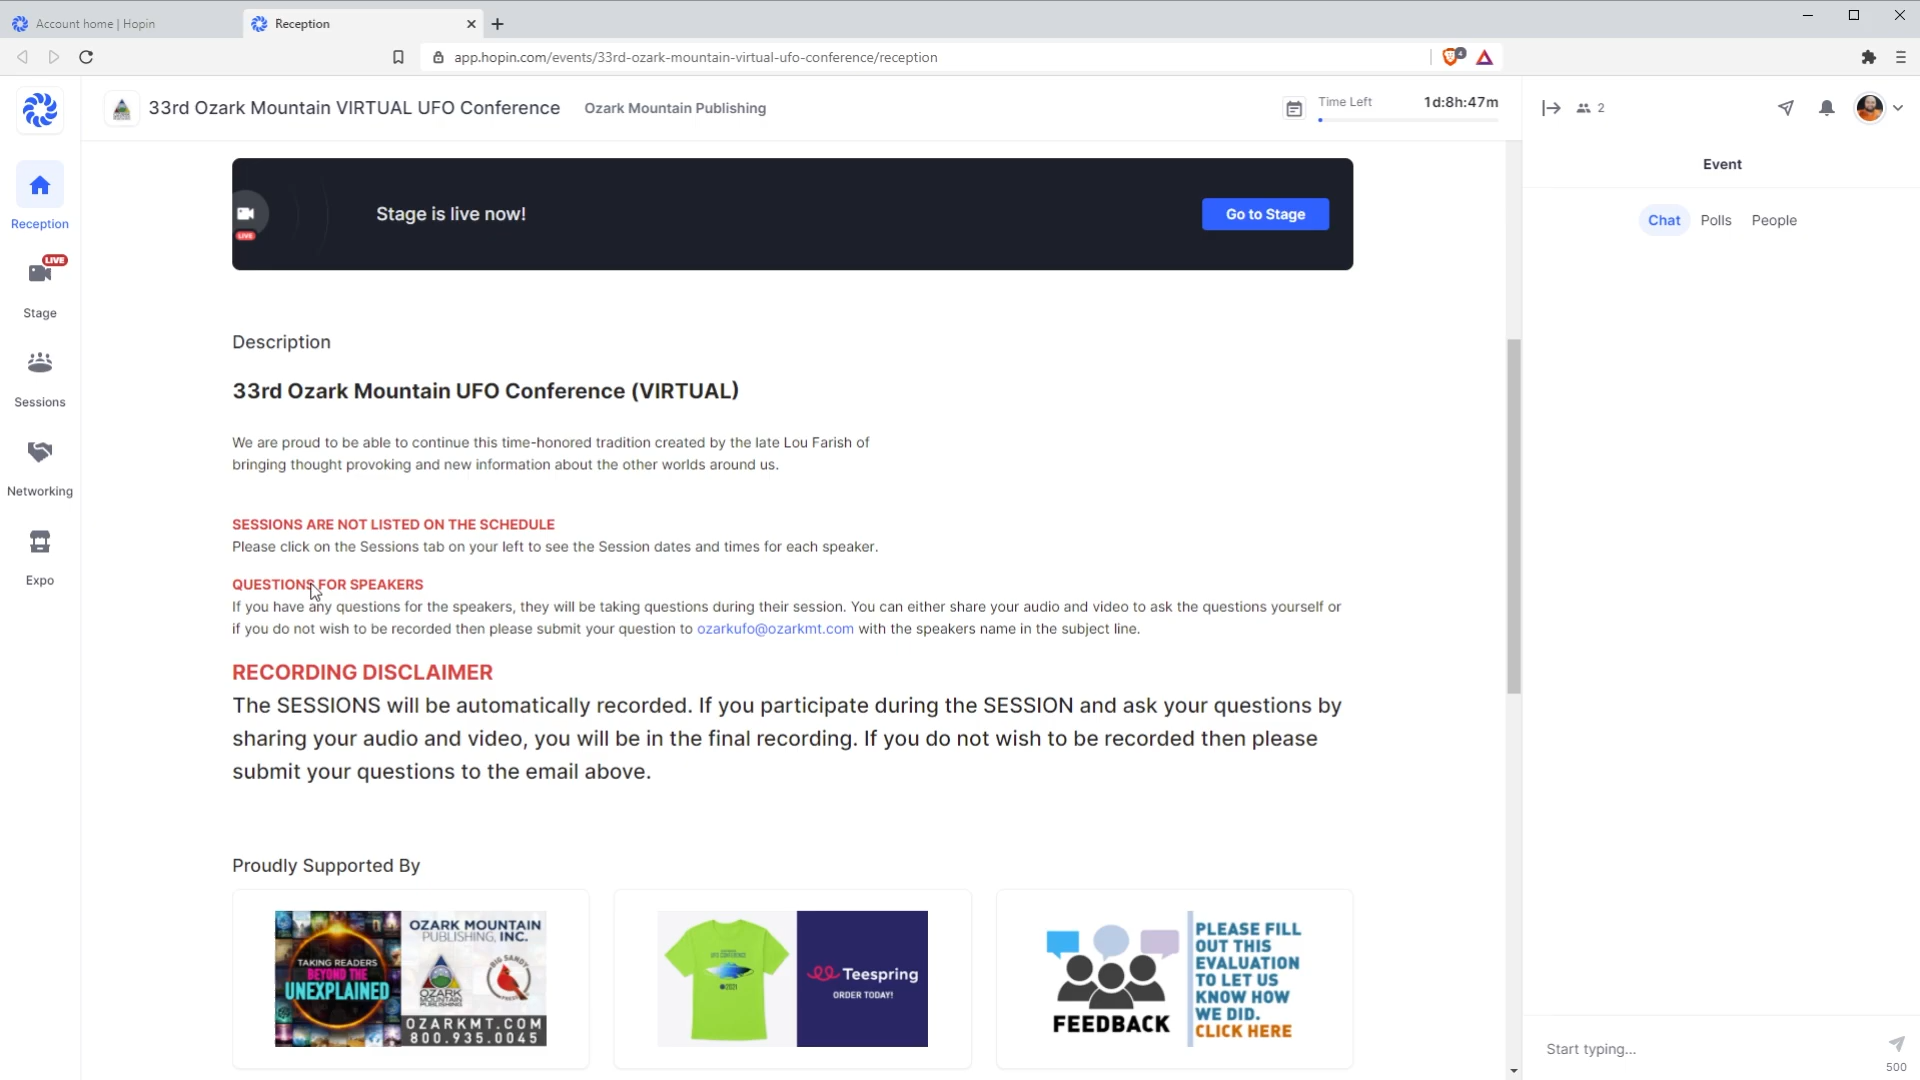 Account home | Hopin
Reception
app.hopin.com/events/33rd-ozark-mountain-virtual-ufo-conference/reception
4
33rd Ozark Mountain VIRTUAL UFO Conference
Ozark Mountain Publishing
Time Left
1d:8h:47m
2
Reception
LIVE
Stage
Sessions
Networking
Expo
LIVE
Stage is live now!
Go to Stage
Description
33rd Ozark Mountain UFO Conference (VIRTUAL)
We are proud to be able to continue this time-honored tradition created by the late Lou Farish of
bringing thought provoking and new information about the other worlds around us.
SESSIONS ARE NOT LISTED ON THE SCHEDULE
Please click on the Sessions tab on your left to see the Session dates and times for each speaker.
QUESTIONS FOR SPEAKERS
If you have any questions for the speakers, they will be taking questions during their session. You can either share your audio and video to ask the questions yourself or
if you do not wish to be recorded then please submit your question to ozarkufo@ozarkmt.com with the speakers name in the subject line.
RECORDING DISCLAIMER
The SESSIONS will be automatically recorded. If you participate during the SESSION and ask your questions by
sharing your audio and video, you will be in the final recording. If you do not wish to be recorded then please
submit your questions to the email above.
Proudly Supported By
TAKING READERS
BEYOND THE
UNEXPLAINED
OZARK MOUNTAIN
PUBLISHING, INC.
OZARK
MOUNTAIN
PUBLISHING
BIG SANDY
PRESS
OZARKMT.COM
800.935.0045
UFO CONFERENCE
2021
Teespring
ORDER TODAY!
FEEDBACK
PLEASE FILL
OUT THIS
EVALUATION
TO LET US
KNOW HOW
WE DID.
CLICK HERE
Event
Chat
Polls
People
Start typing...
500